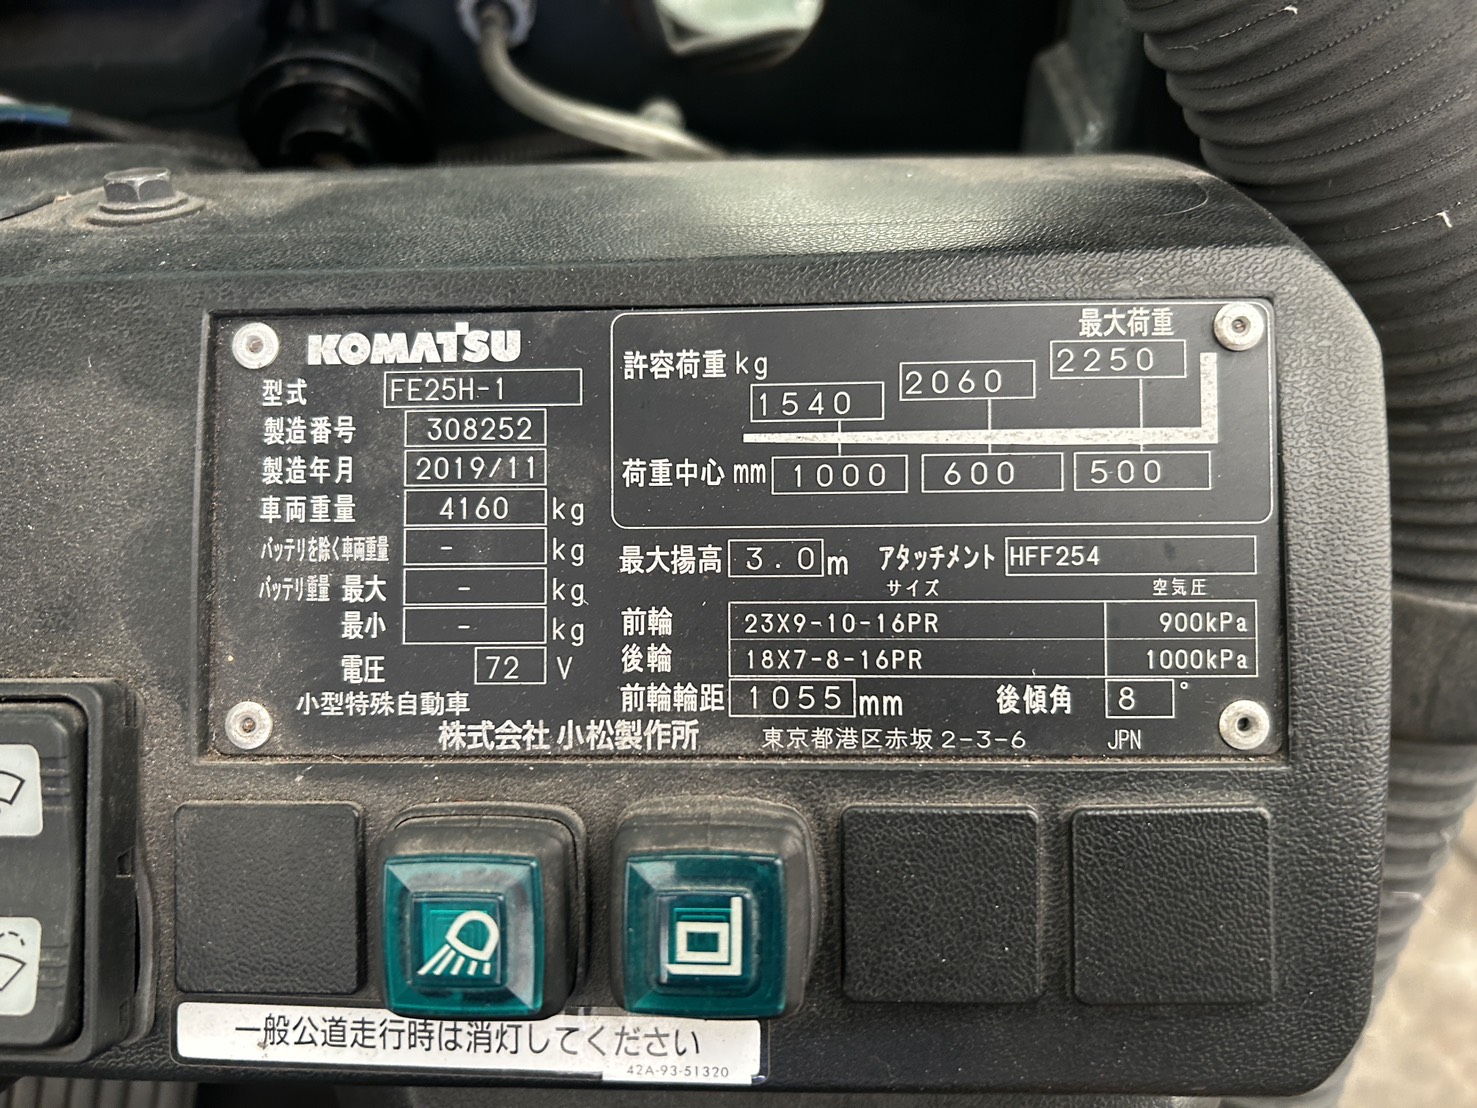 KOMATSU
型式 FE25H-1
製造番号 308252
製造年月 2019/11
車両重量 4160 kg
バッテリを除く車両重量 - kg
バッテリ重量 最大 - kg
最小 - kg
電圧 72 V
小型特殊自動車
最大荷重
許容荷重 kg 1540 2060 2250
荷重中心 mm 1000 600 500
最大揚高 3.0 m アタッチメント HFF254
サイズ 空気圧
前輪 23X9-10-16PR 900kPa
後輪 18X7-8-16PR 1000kPa
前輪輪距 1055 mm 後傾角 8 °
株式会社 小松製作所 東京都港区赤坂2-3-6 JPN
一般公道走行時は消灯してください
42A-93-51320